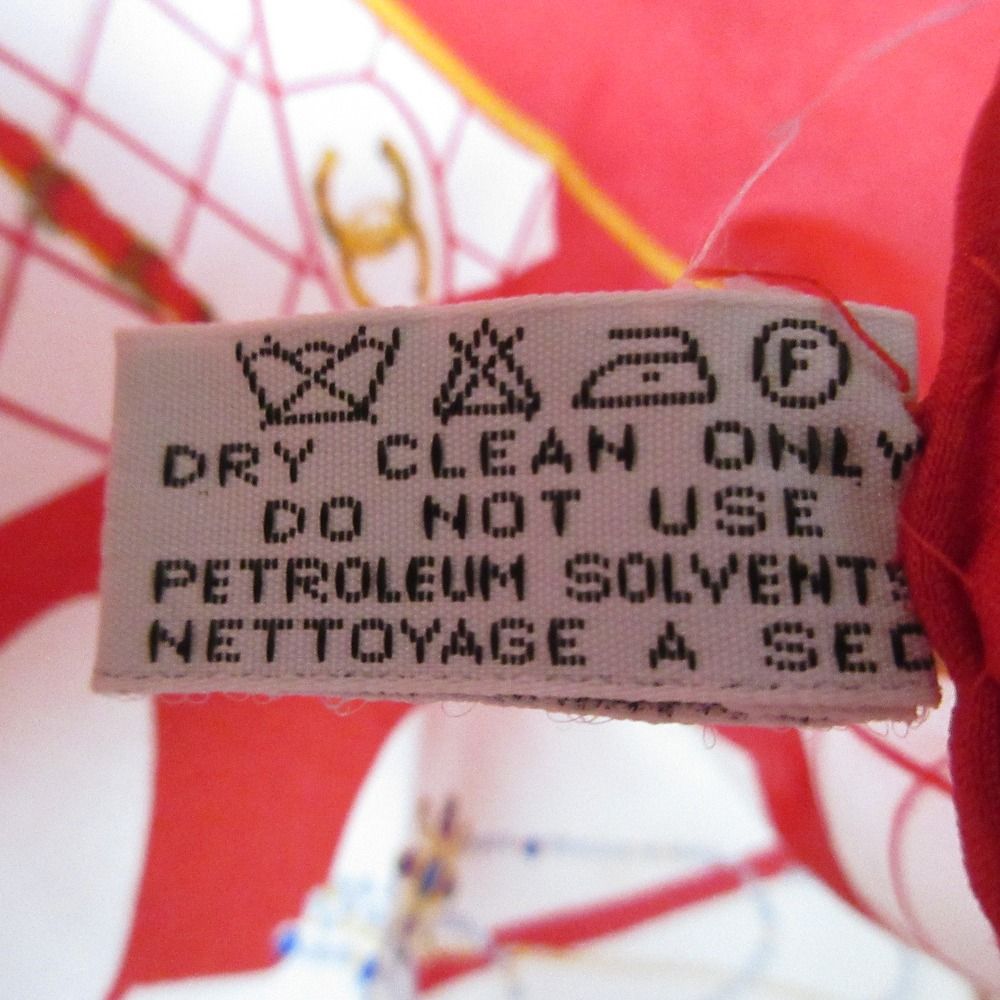 F
DRY CLEAN ONLY
DO NOT USE
PETROLEUM SOLVENTS
NETTOYAGE A SEC